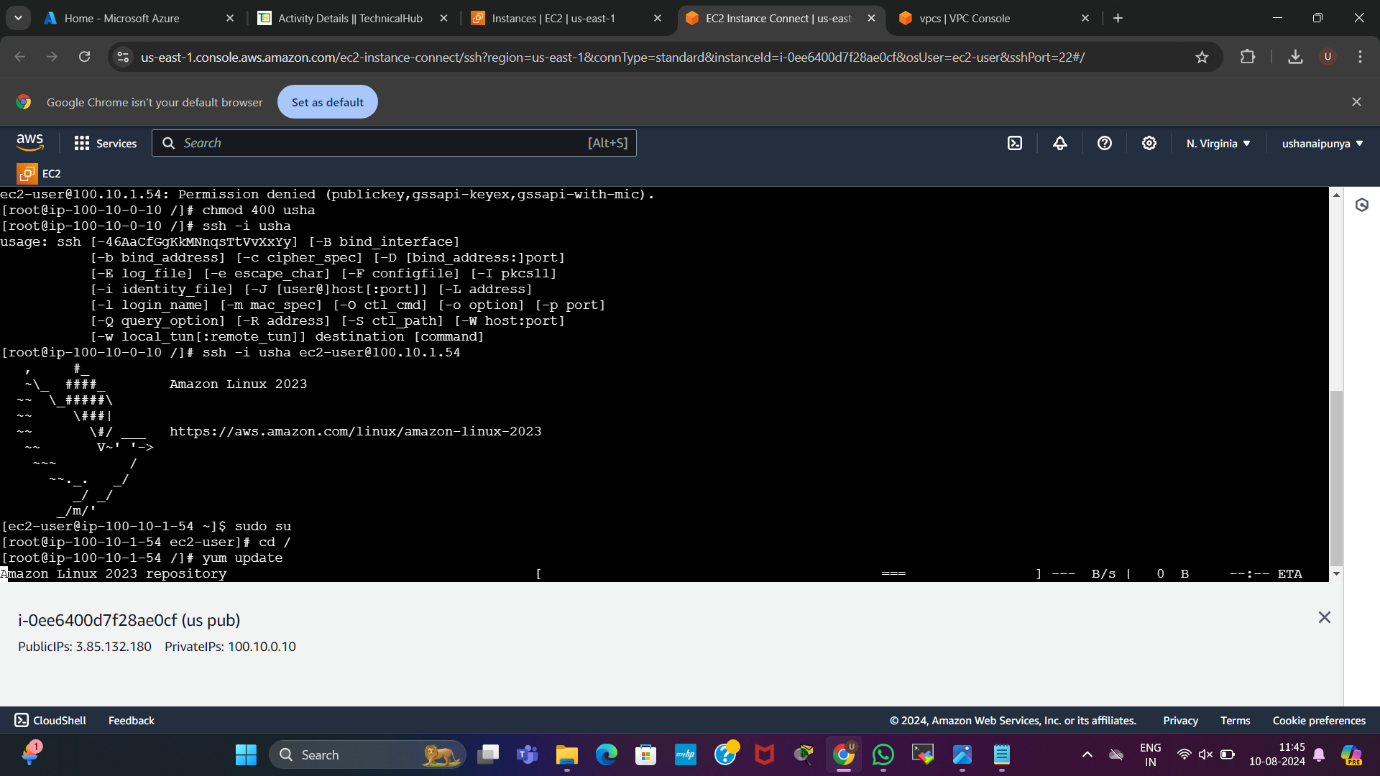 Home - Microsoft Azure
Activity Details || TechnicalHub
Instances | EC2 | us-east-1
EC2 Instance Connect | us-east
vpcs | VPC Console
us-east-1.console.aws.amazon.com/ec2-instance-connect/ssh?region=us-east-1&connType=standard&instanceId=i-0ee6400d7f28ae0cf&osUser=ec2-user&sshPort=22#/
U
Google Chrome isn't your default browser
Set as default
aws
Services
Search
[Alt+S]
N. Virginia
ushanaipunya
EC2
ec2-user@100.10.1.54: Permission denied (publickey,gssapi-keyex,gssapi-with-mic).
[root@ip-100-10-0-10 /]# chmod 400 usha
[root@ip-100-10-0-10 /]# ssh -i usha
usage: ssh [-46AaCfGgKkMNnqsTtVvXxYy] [-B bind_interface]
           [-b bind_address] [-c cipher_spec] [-D [bind_address:]port]
           [-E log_file] [-e escape_char] [-F configfile] [-I pkcs11]
           [-i identity_file] [-J [user@]host[:port]] [-L address]
           [-l login_name] [-m mac_spec] [-O ctl_cmd] [-o option] [-p port]
           [-Q query_option] [-R address] [-S ctl_path] [-W host:port]
           [-w local_tun[:remote_tun]] destination [command]
[root@ip-100-10-0-10 /]# ssh -i usha ec2-user@100.10.1.54
   ,     #_
   ~\_  ####_        Amazon Linux 2023
  ~~  \_#####\
  ~~     \###|
  ~~       \#/ ___   https://aws.amazon.com/linux/amazon-linux-2023
   ~~       V~' '->
    ~~~         /
      ~~._.   _/
         _/ _/
       _/m/'
[ec2-user@ip-100-10-1-54 ~]$ sudo su
[root@ip-100-10-1-54 ec2-user]# cd /
[root@ip-100-10-1-54 /]# yum update
Amazon Linux 2023 repository                                      [                                          ===                ] ---  B/s |   0  B     --:-- ETA
i-0ee6400d7f28ae0cf (us pub)
PublicIPs: 3.85.132.180 PrivateIPs: 100.10.0.10
CloudShell
Feedback
© 2024, Amazon Web Services, Inc. or its affiliates.
Privacy
Terms
Cookie preferences
1
Search
myhp
U
ENG
IN
11:45
10-08-2024
PRE